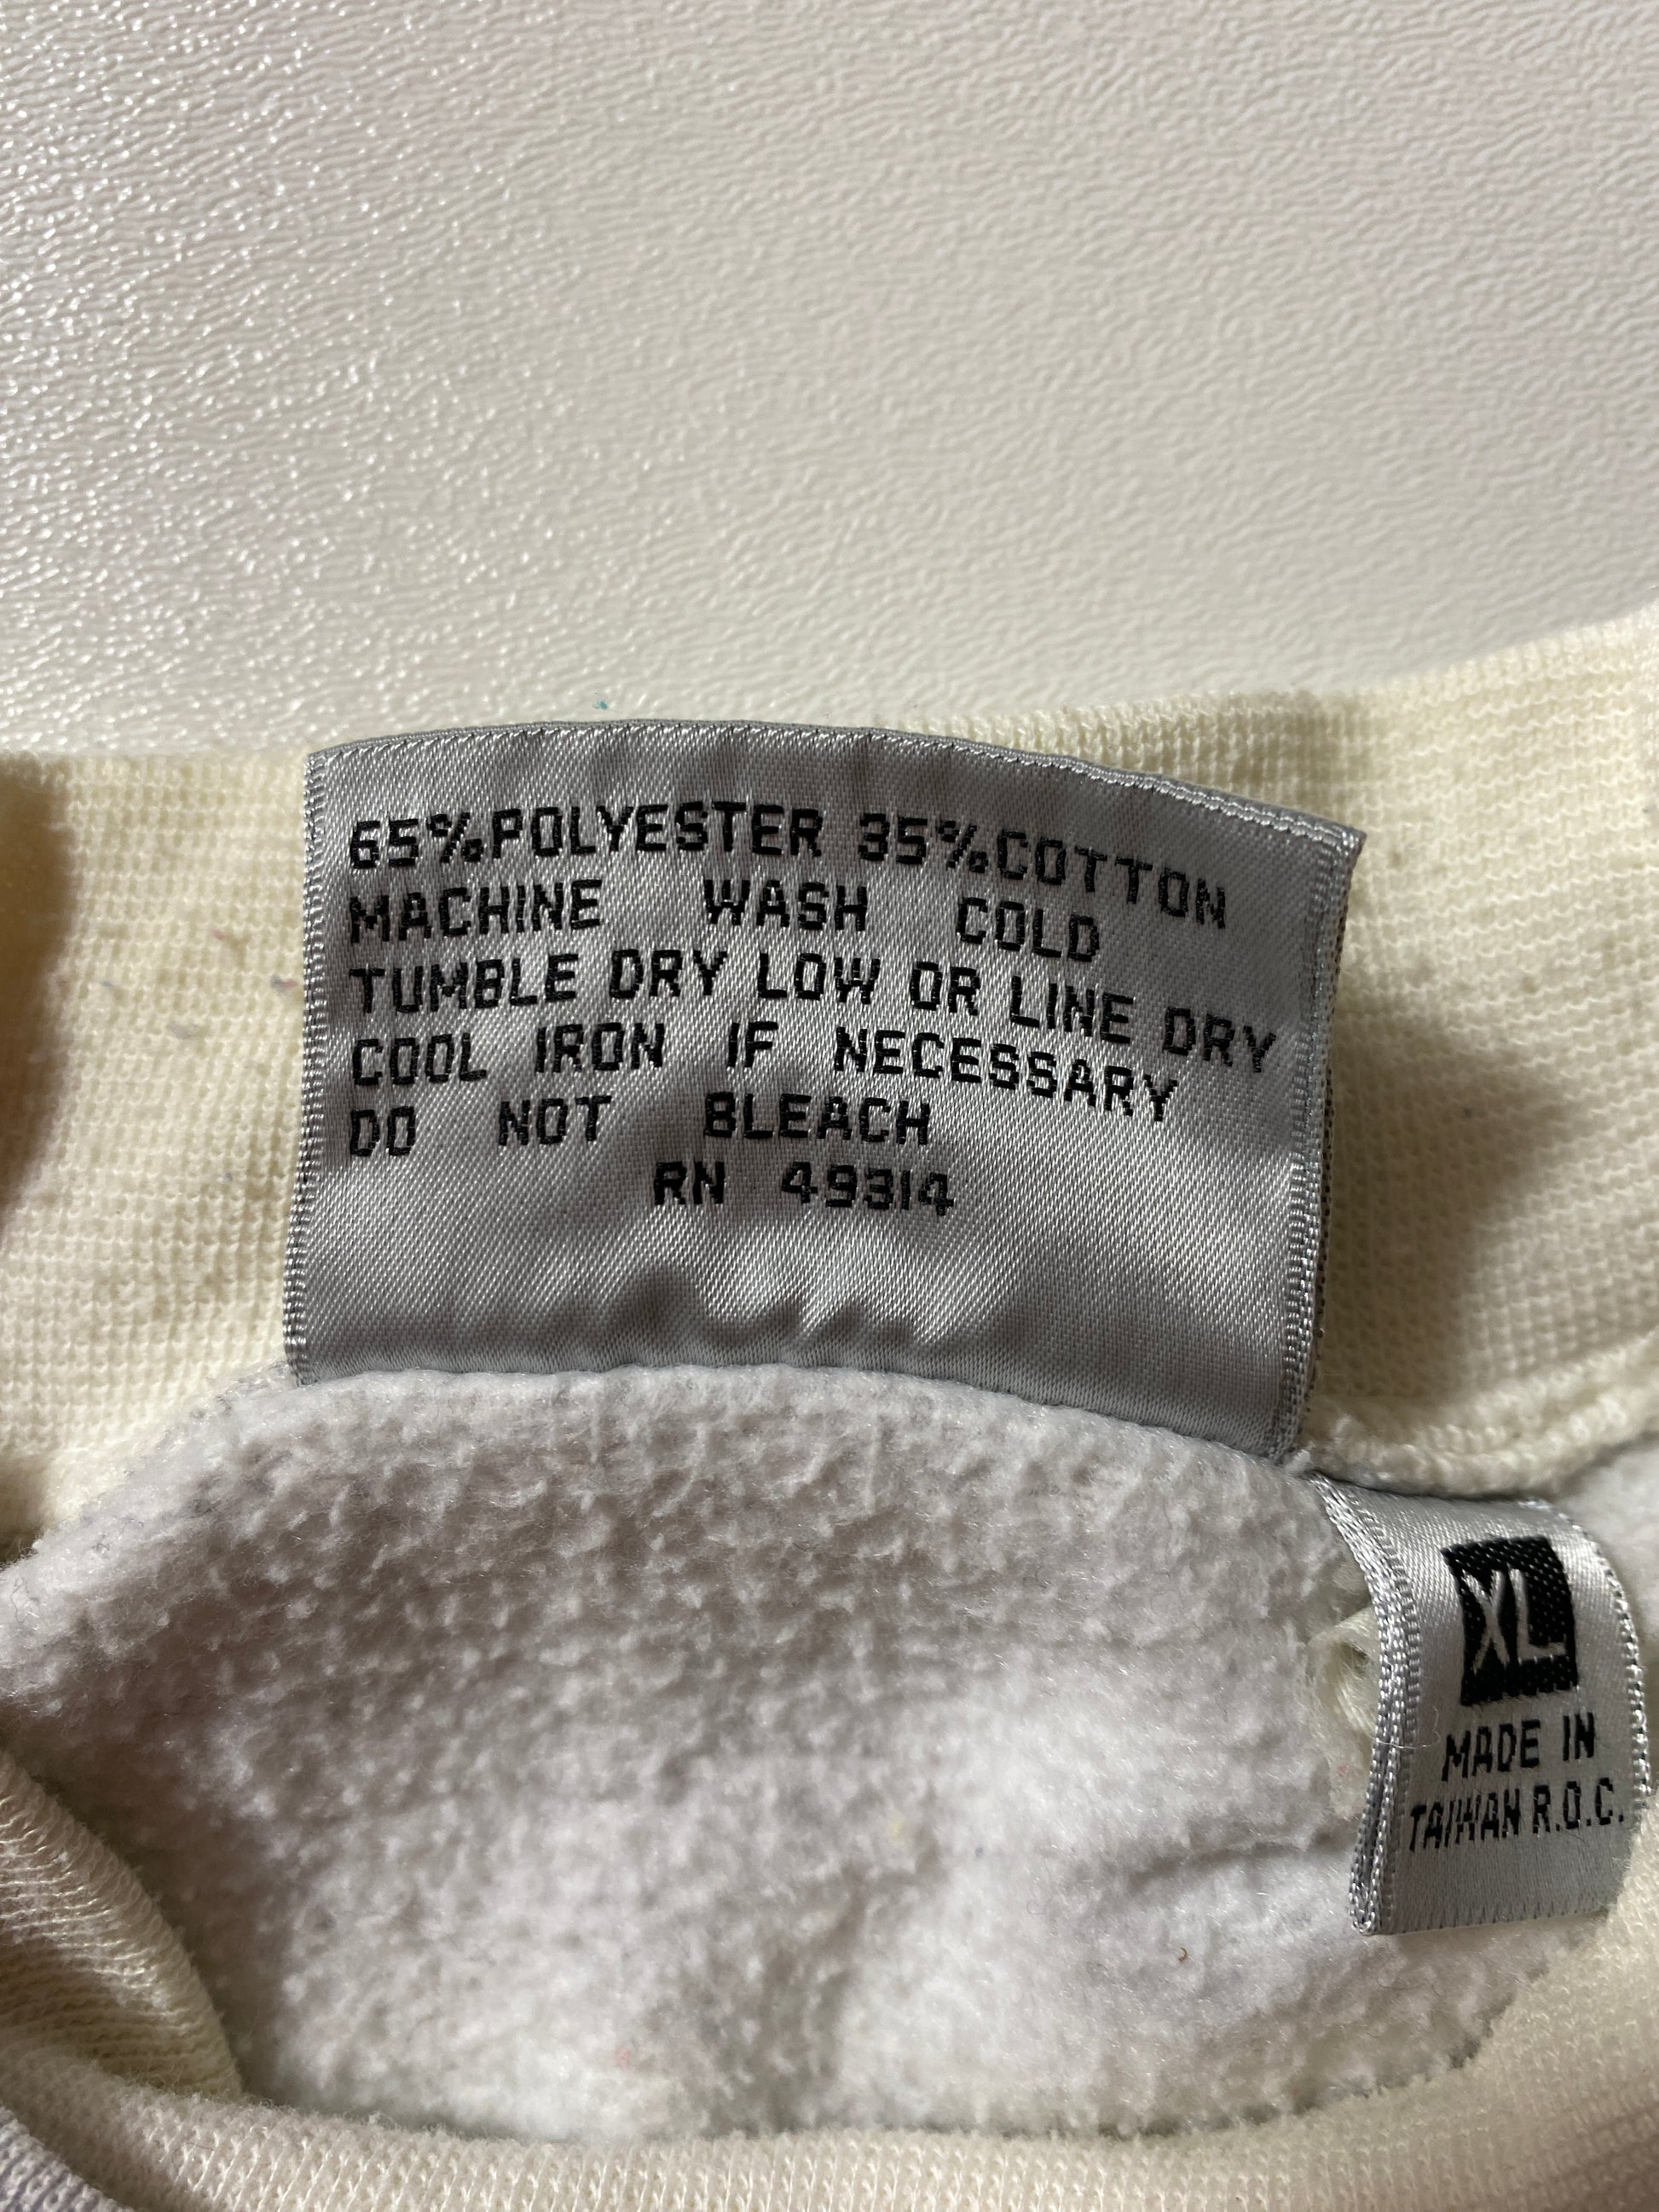 65%POLYESTER 35%COTTON
MACHINE WASH COLD
TUMBLE DRY LOW OR LINE DRY
COOL IRON IF NECESSARY
DO NOT BLEACH
RN 49314
XL
MADE IN
TAIWAN R.O.C.